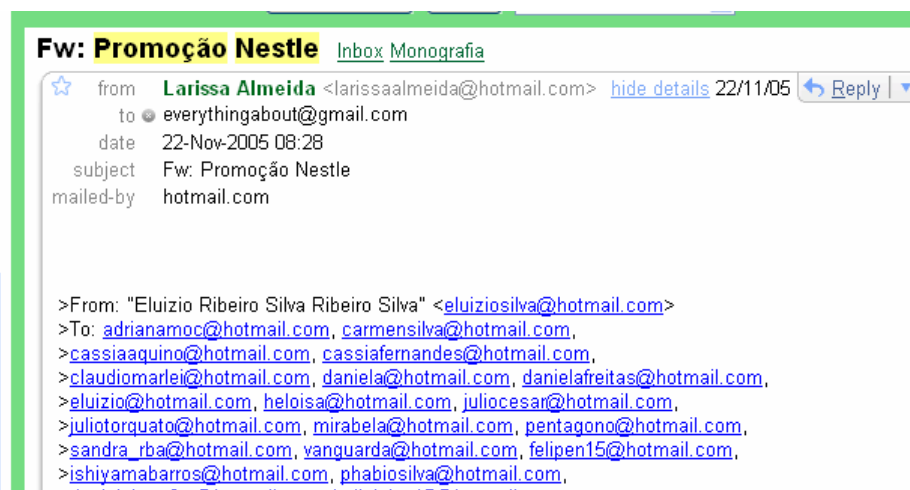 Fw: Promoção Nestle Inbox Monografia
from Larissa Almeida <larissaalmeida@hotmail.com> hide details 22/11/05 Reply
to everythingabout@gmail.com
date 22-Nov-2005 08:28
subject Fw: Promoção Nestle
mailed-by hotmail.com
>From: "Eluizio Ribeiro Silva Ribeiro Silva" <eluiziosilva@hotmail.com>
>To: adrianamoc@hotmail.com, carmensilva@hotmail.com,
>cassiaaquino@hotmail.com, cassiafernandes@hotmail.com,
>claudiomarlei@hotmail.com, daniela@hotmail.com, danielafreitas@hotmail.com,
>eluizio@hotmail.com, heloisa@hotmail.com, juliocesar@hotmail.com,
>juliotorquato@hotmail.com, mirabela@hotmail.com, pentagono@hotmail.com,
>sandra_rba@hotmail.com, vanguarda@hotmail.com, felipen15@hotmail.com,
>ishiyamabarros@hotmail.com, phabiosilva@hotmail.com,